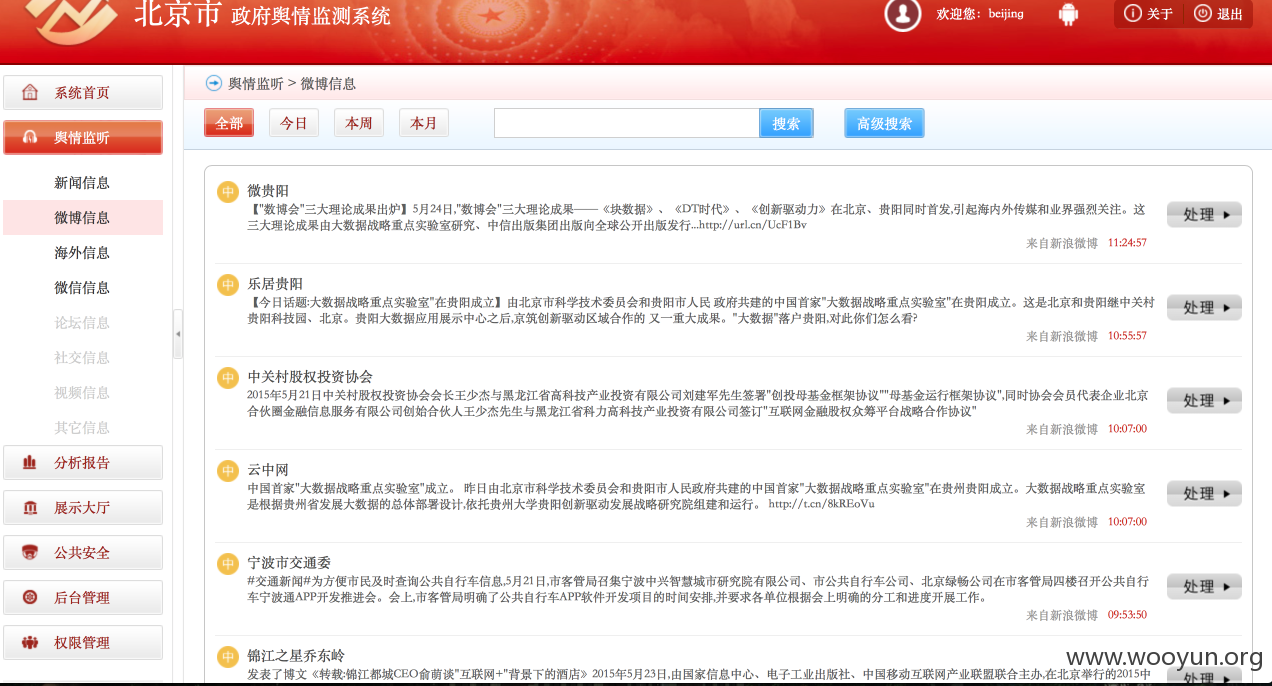 北京市 政府舆情监测系统
欢迎您：beijing
关于
退出
系统首页
舆情监听
新闻信息
微博信息
海外信息
微信信息
论坛信息
社交信息
视频信息
其它信息
分析报告
展示大厅
公共安全
后台管理
权限管理
舆情监听 > 微博信息
全部
今日
本周
本月
搜索
高级搜索
中
微贵阳
【"数博会"三大理论成果出炉】5月24日,"数博会"三大理论成果——《块数据》、《DT时代》、《创新驱动力》在北京、贵阳同时首发,引起海内外传媒和业界强烈关注。这
三大理论成果由大数据战略重点实验室研究、中信出版集团出版向全球公开出版发行...http://url.cn/UcF1Bv
来自新浪微博 11:24:57
处理
中
乐居贵阳
【今日话题:大数据战略重点实验室"在贵阳成立】由北京市科学技术委员会和贵阳市人民 政府共建的中国首家"大数据战略重点实验室"在贵阳成立。这是北京和贵阳继中关村
贵阳科技园、北京。贵阳大数据应用展示中心之后,京筑创新驱动区域合作的 又一重大成果。"大数据"落户贵阳,对此你们怎么看?
来自新浪微博 10:55:57
处理
中
中关村股权投资协会
2015年5月21日中关村股权投资协会会长王少杰与黑龙江省高科技产业投资有限公司刘建军先生签署"创投母基金框架协议""母基金运行框架协议",同时协会会员代表企业北京
合伙圈金融信息服务有限公司创始合伙人王少杰先生与黑龙江省科力高科技产业投资有限公司签订"互联网金融股权众筹平台战略合作协议"
来自新浪微博 10:07:00
处理
中
云中网
中国首家"大数据战略重点实验室"成立。 昨日由北京市科学技术委员会和贵阳市人民政府共建的中国首家"大数据战略重点实验室"在贵州贵阳成立。大数据战略重点实验室
是根据贵州省发展大数据的总体部署设计,依托贵州大学贵阳创新驱动发展战略研究院组建和运行。 http://t.cn/8kREoVu
来自新浪微博 10:07:00
处理
中
宁波市交通委
#交通新闻#为方便市民及时查询公共自行车信息,5月21日,市客管局召集宁波中兴智慧城市研究院有限公司、市公共自行车公司、北京绿畅公司在市客管局四楼召开公共自行
车宁波通APP开发推进会。会上,市客管局明确了公共自行车APP软件开发项目的时间安排,并要求各单位根据会上明确的分工和进度开展工作。
来自新浪微博 09:53:50
处理
中
锦江之星乔东岭
发表了博文《转载:锦江都城CEO俞萌谈"互联网+"背景下的酒店》2015年5月23日,由国家信息中心、电子工业出版社、中国移动互联网产业联盟联合主办,在北京举行的2015中
处理
www.wooyun.org